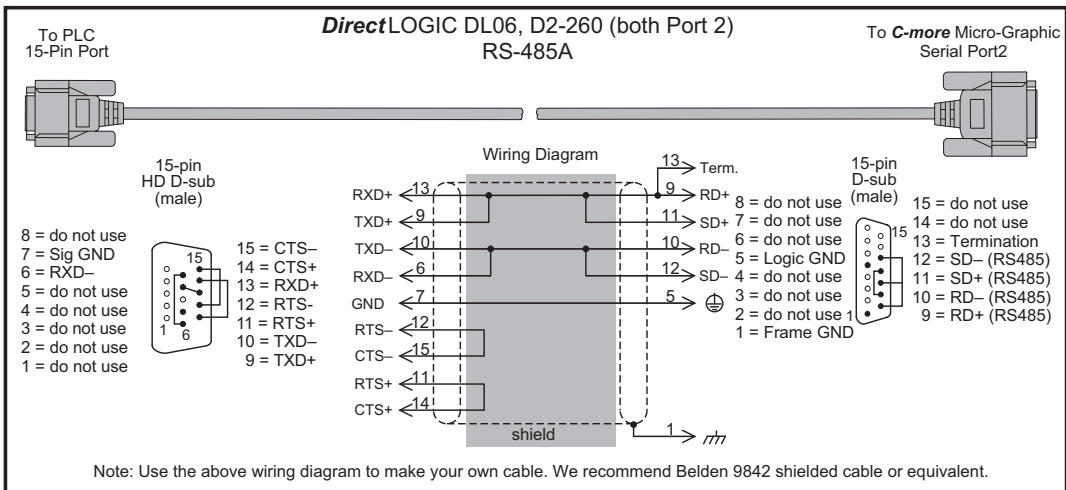 DirectLOGIC DL06, D2-260 (both Port 2)
RS-485A
To PLC
15-Pin Port
To C-more Micro-Graphic
Serial Port2
15-pin
HD D-sub
(male)
8 = do not use
7 = Sig GND
6 = RXD–
5 = do not use
4 = do not use
3 = do not use
2 = do not use
1 = do not use
15
1
6
15 = CTS–
14 = CTS+
13 = RXD+
12 = RTS-
11 = RTS+
10 = TXD–
9 = TXD+
Wiring Diagram
13 Term.
RXD+ 13 9 RD+
TXD+ 9 11 SD+
TXD– 10 10 RD–
RXD– 6 12 SD–
GND 7 5
RTS– 12
CTS– 15
RTS+ 11
CTS+ 14
shield
1
15-pin
D-sub
(male)
8 = do not use
7 = do not use
6 = do not use
5 = Logic GND
4 = do not use
3 = do not use
2 = do not use
1 = Frame GND
15
1
15 = do not use
14 = do not use
13 = Termination
12 = SD– (RS485)
11 = SD+ (RS485)
10 = RD– (RS485)
9 = RD+ (RS485)
Note: Use the above wiring diagram to make your own cable. We recommend Belden 9842 shielded cable or equivalent.